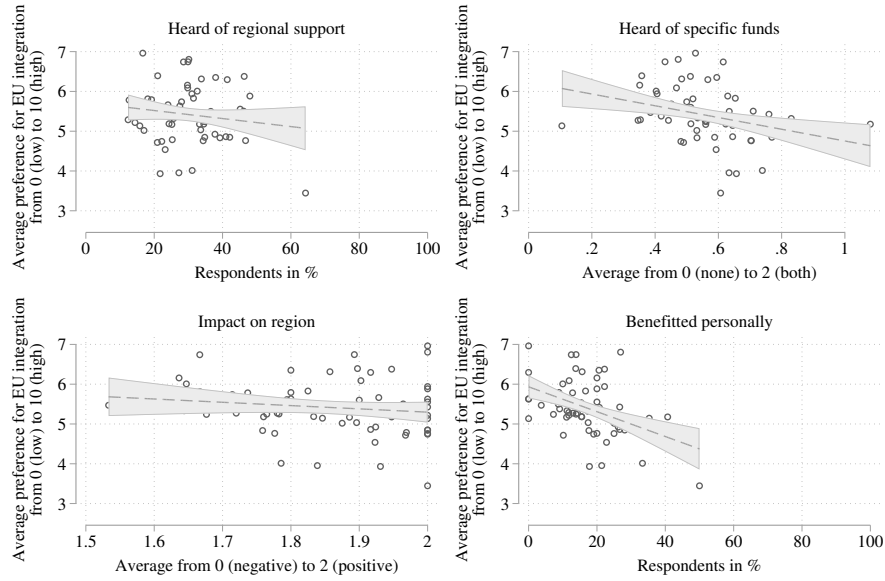 Heard of regional support
Average preference for EU integration
from 0 (low) to 10 (high)
7
6
5
4
3
0 20 40 60 80 100
Respondents in %
Heard of specific funds
Average preference for EU integration
from 0 (low) to 10 (high)
7
6
5
4
3
0 .2 .4 .6 .8 1
Average from 0 (none) to 2 (both)
Impact on region
Average preference for EU integration
from 0 (low) to 10 (high)
7
6
5
4
3
1.5 1.6 1.7 1.8 1.9 2
Average from 0 (negative) to 2 (positive)
Benefitted personally
Average preference for EU integration
from 0 (low) to 10 (high)
7
6
5
4
3
0 20 40 60 80 100
Respondents in %